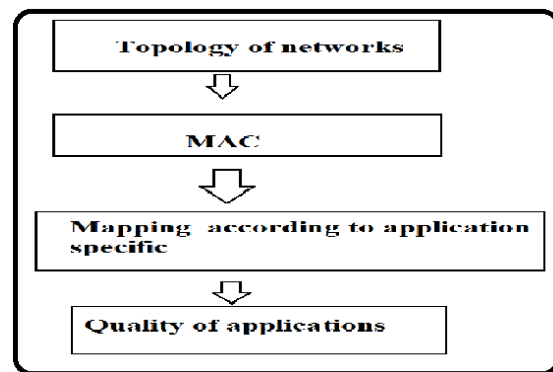 Topology of networks
MAC
Mapping according to application
specific
Quality of applications